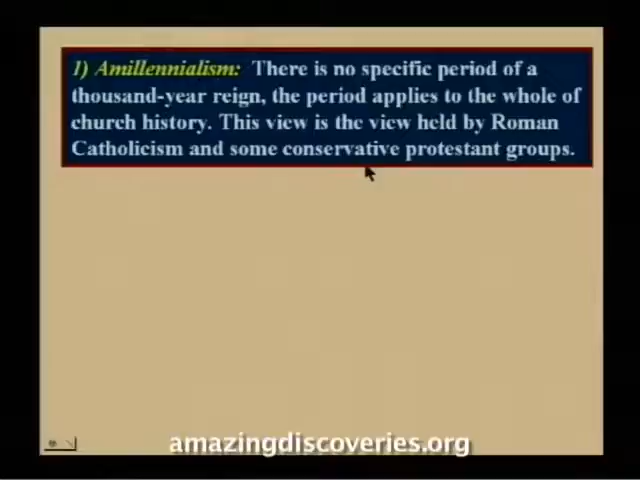 1) Amillennialism: There is no specific period of a
thousand-year reign, the period applies to the whole of
church history. This view is the view held by Roman
Catholicism and some conservative protestant groups.
amazingdiscoveries.org